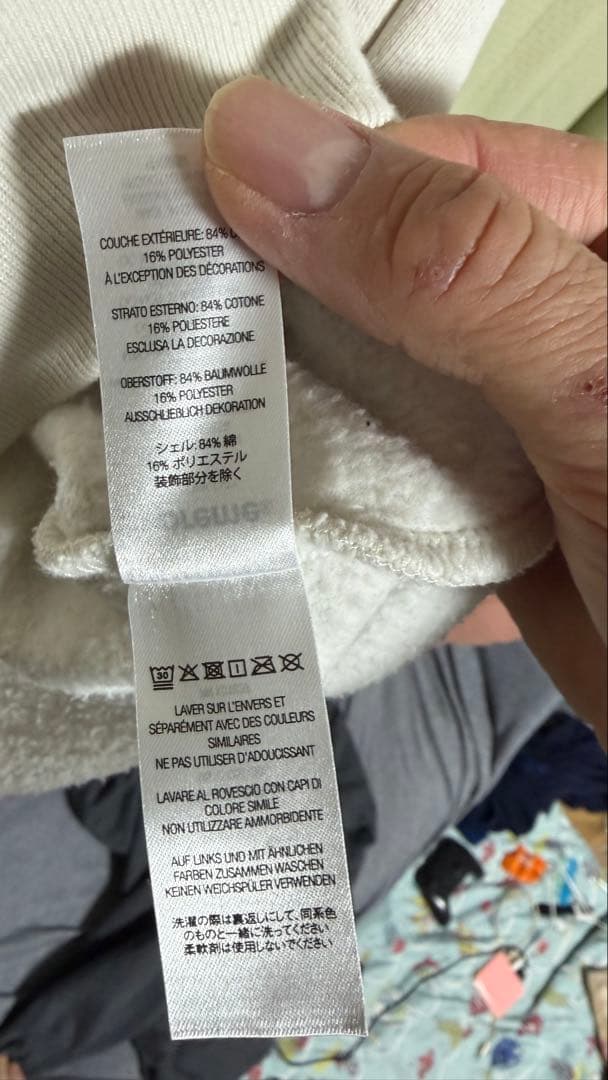 COUCHE EXTÉRIEURE: 84%
16% POLYESTER
À L'EXCEPTION DES DÉCORATIONS
STRATO ESTERNO: 84% COTONE
16% POLIESTERE
ESCLUSA LA DECORAZIONE
OBERSTOFF: 84% BAUMWOLLE
16% POLYESTER
AUSSCHLIEßLICH DEKORATION
シェル: 84% 綿
16% ポリエステル
装飾部分を除く
30
LAVER SUR L'ENVERS ET
SÉPARÉMENT AVEC DES COULEURS
SIMILAIRES
NE PAS UTILISER D'ADOUCISSANT
LAVARE AL ROVESCIO CON CAPI DI
COLORE SIMILE
NON UTILIZZARE AMMORBIDENTE
AUF LINKS UND MIT ÄHNLICHEN
FARBEN ZUSAMMEN WASCHEN
KEINEN WEICHSPÜLER VERWENDEN
洗濯の際は裏返しにして、同系色
のものと一緒に洗ってください
柔軟剤は使用しないでください